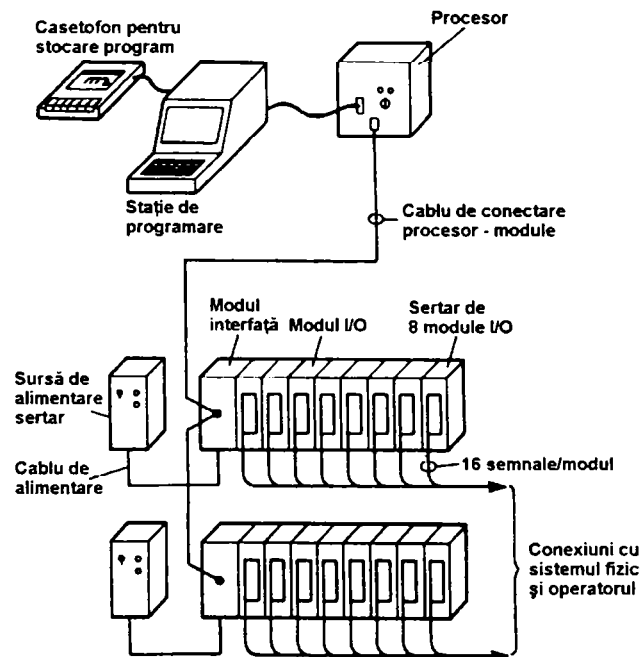 Casetofon pentru
stocare program
Procesor
Stație de
programare
Cablu de conectare
procesor - module
Modul
interfață
Modul I/O
Sertar de
8 module I/O
Sursă de
alimentare
sertar
Cablu de
alimentare
16 semnale/modul
Conexiuni cu
sistemul fizic
și operatorul